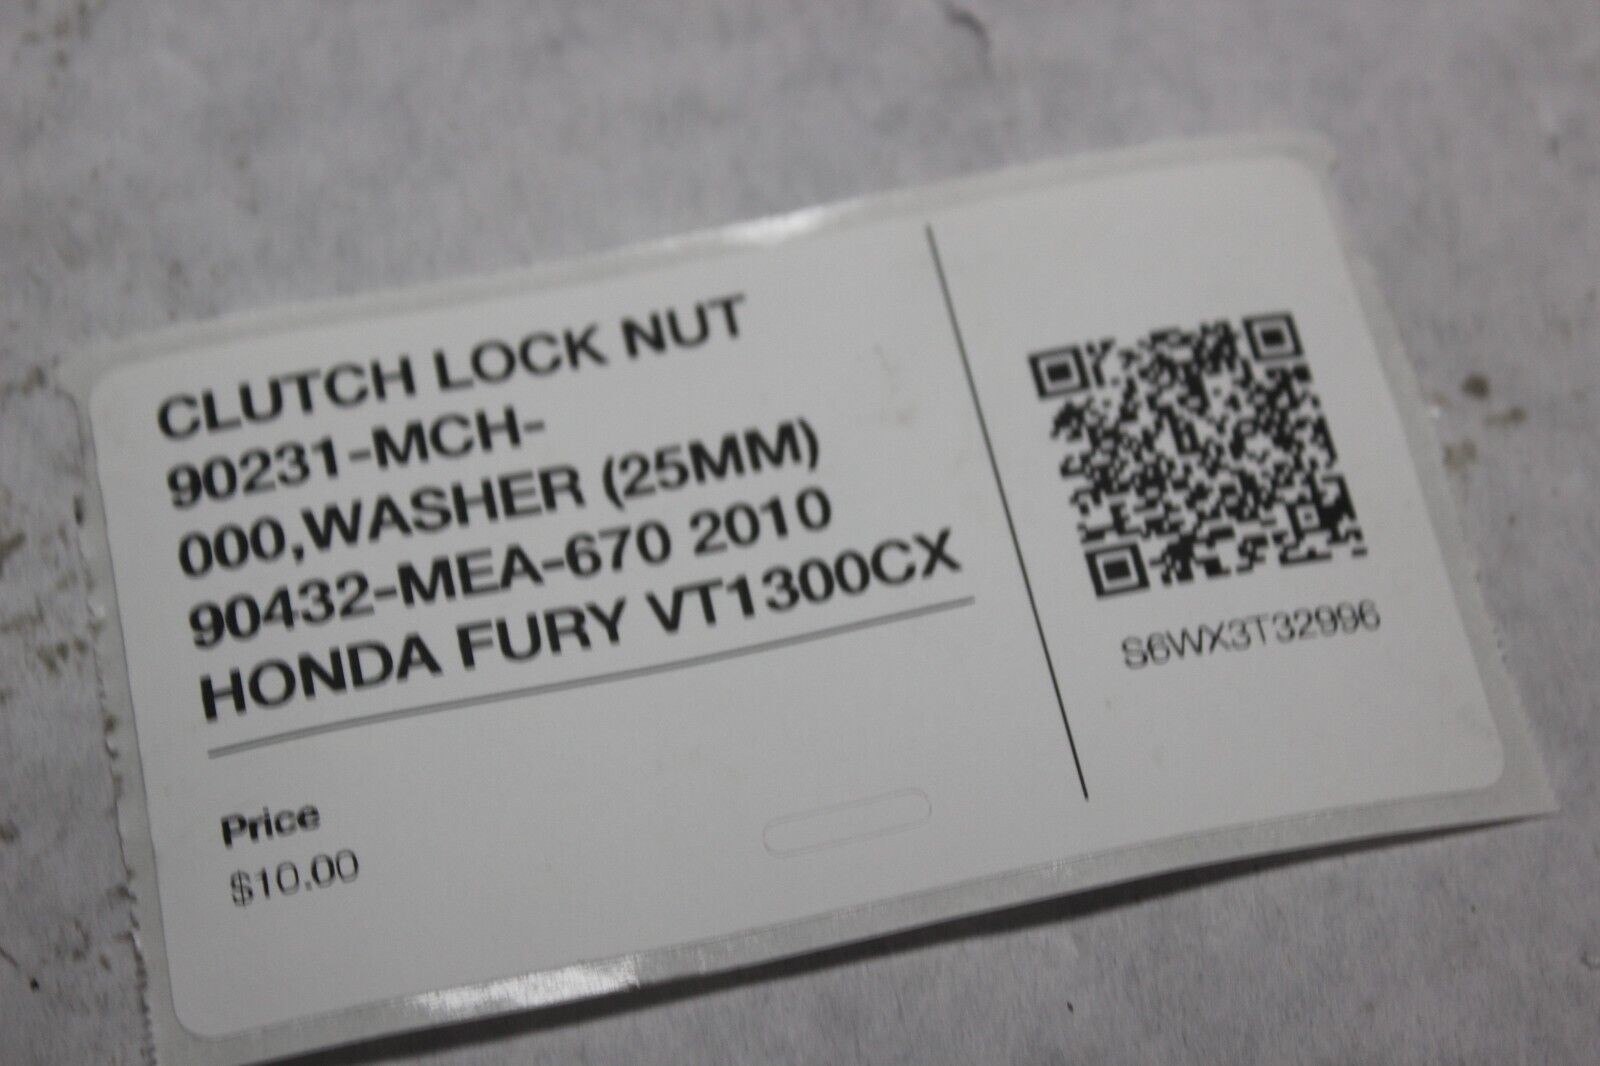 CLUTCH LOCK NUT
90231-MCH-
000,WASHER (25MM)
90432-MEA-670 2010
HONDA FURY VT1300CX
Price
$10.00
S6WX3T32996